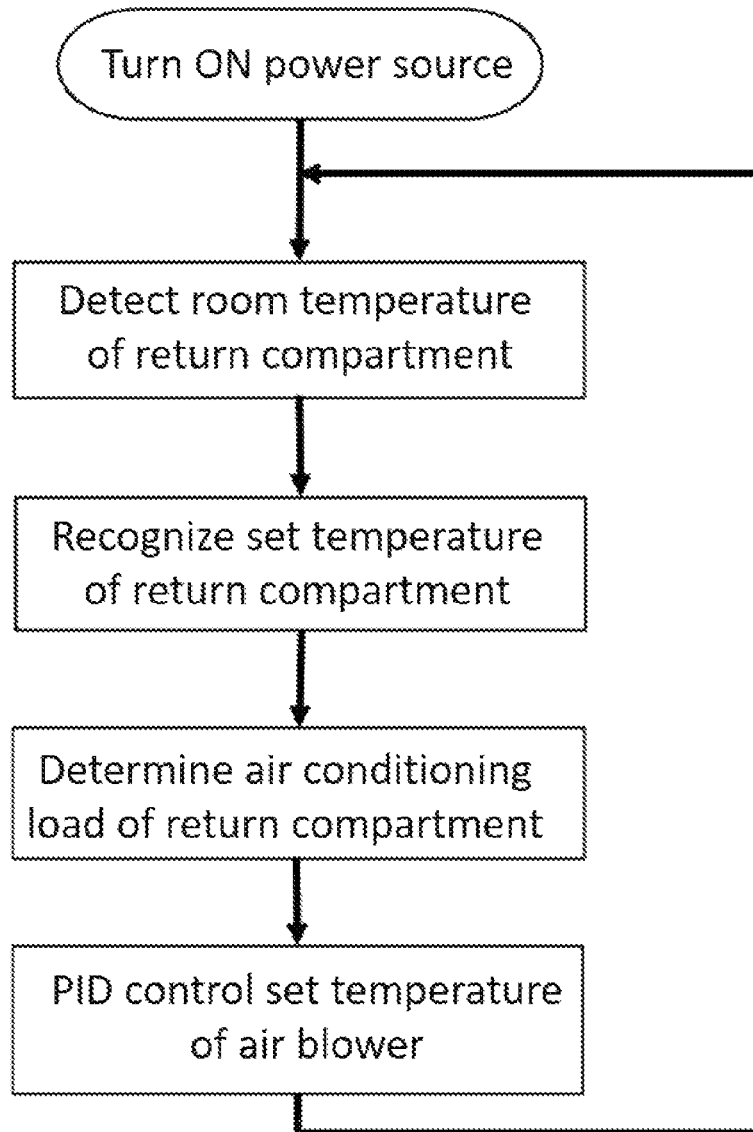 Turn ON power source
Detect room temperature
of return compartment
Recognize set temperature
of return compartment
Determine air conditioning
load of return compartment
PID control set temperature
of air blower